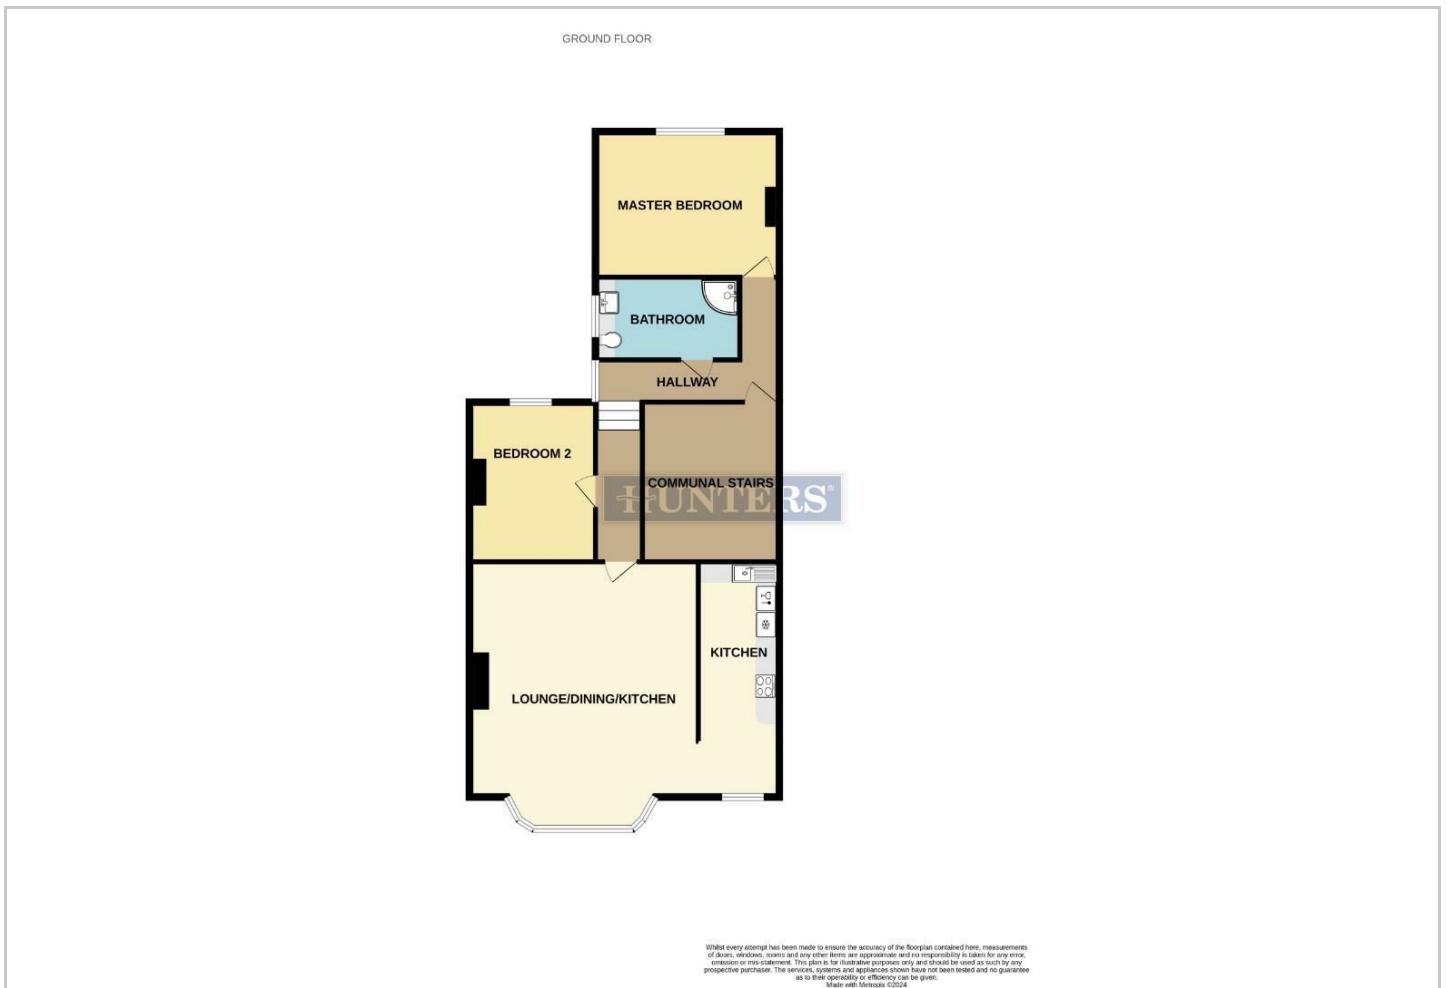 GROUND FLOOR
MASTER BEDROOM
BATHROOM
HALLWAY
BEDROOM 2
COMMUNAL STAIRS
HUNTERS®
KITCHEN
LOUNGE/DINING/KITCHEN
Whilst every attempt has been made to ensure the accuracy of the floorplan contained here, measurements
of doors, windows, rooms and any other items are approximate and no responsibility is taken for any error,
omission or mis-statement. This plan is for illustrative purposes only and should be used as such by any
prospective purchaser. The services, systems and appliances shown have not been tested and no guarantee
as to their operability or efficiency can be given.
Made with Metropix ©2024